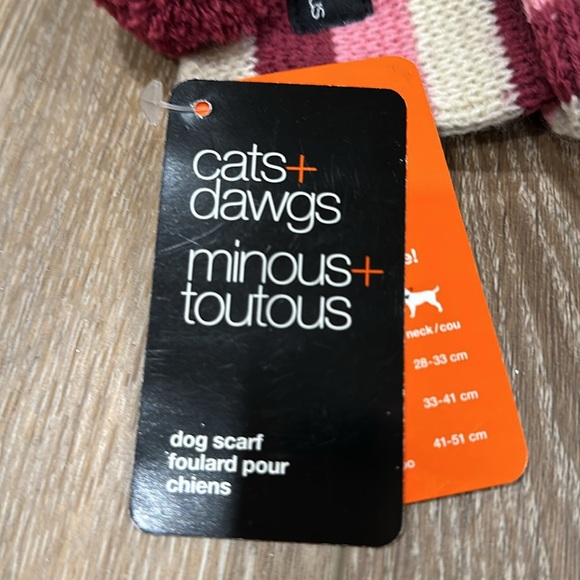 cats+
dawgs
minous+
toutous
dog scarf
foulard pour
chiens
neck/cou
28-33 cm
33-41 cm
41-51 cm